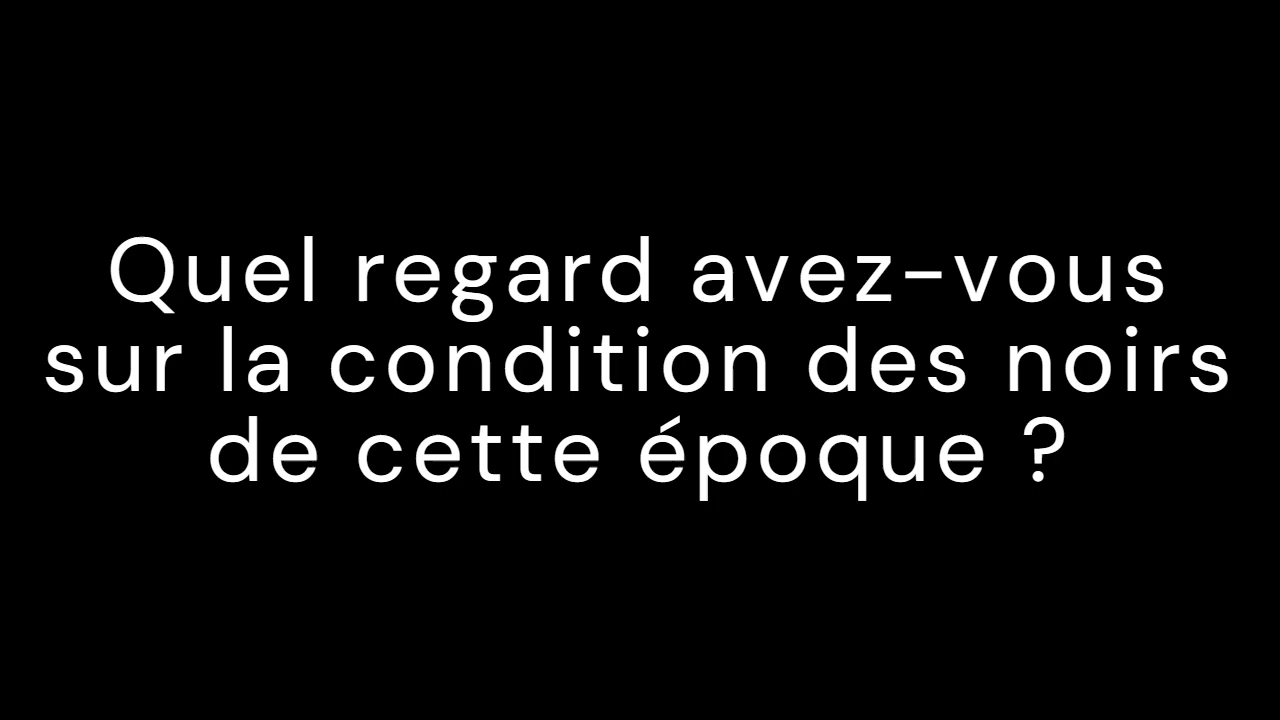 Quel regard avez-vous
sur la condition des noirs
de cette époque ?